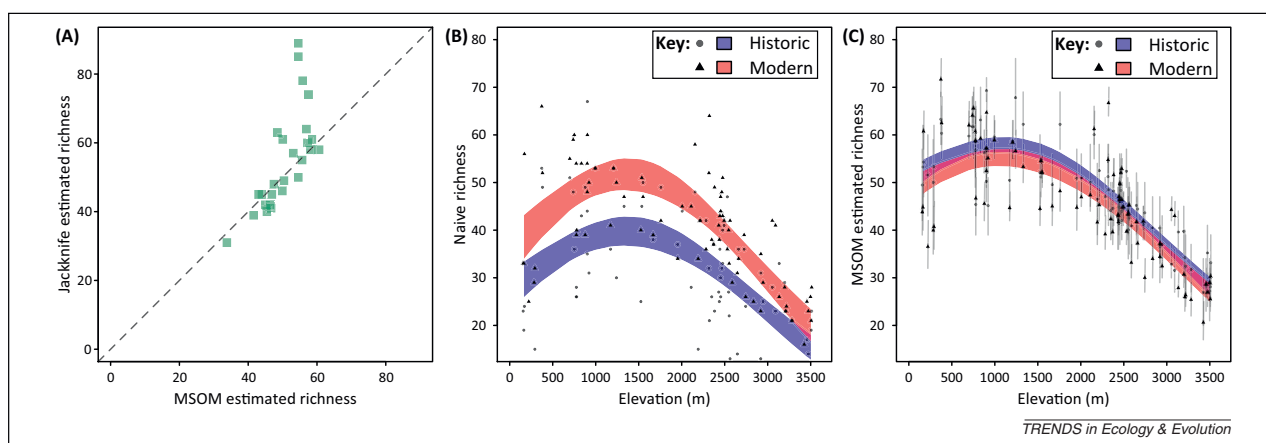 (A)
Jackknife estimated richness
80
60
40
20
0
0 20 40 60 80
MSOM estimated richness
(B)
Key: Historic
Modern
Naïve richness
80
70
60
50
40
30
20
0 500 1000 1500 2000 2500 3000 3500
Elevation (m)
(C)
Key: Historic
Modern
MSOM estimated richness
80
70
60
50
40
30
20
0 500 1000 1500 2000 2500 3000 3500
Elevation (m)
TRENDS in Ecology & Evolution